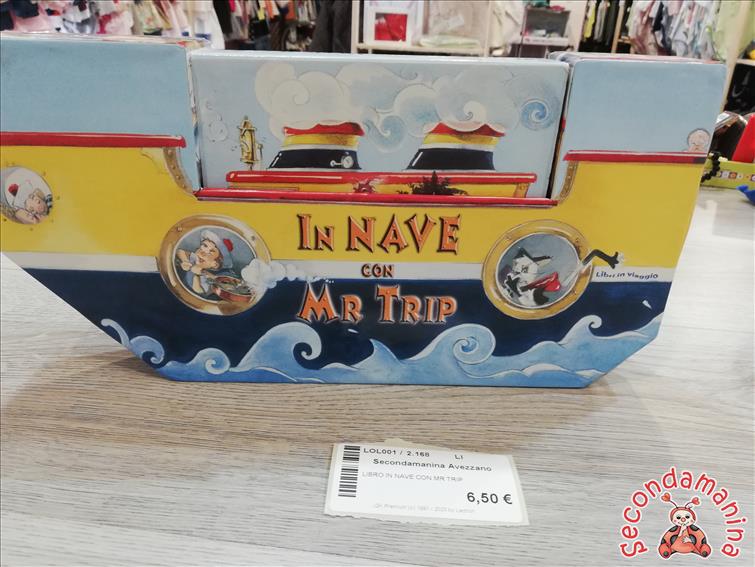 IN NAVE
CON
MR TRIP
Libri in viaggio
LOL001 / 2.168 LI
Secondamanina Avezzano
LIBRO IN NAVE CON MR TRIP
6,50 €
Secondamanina